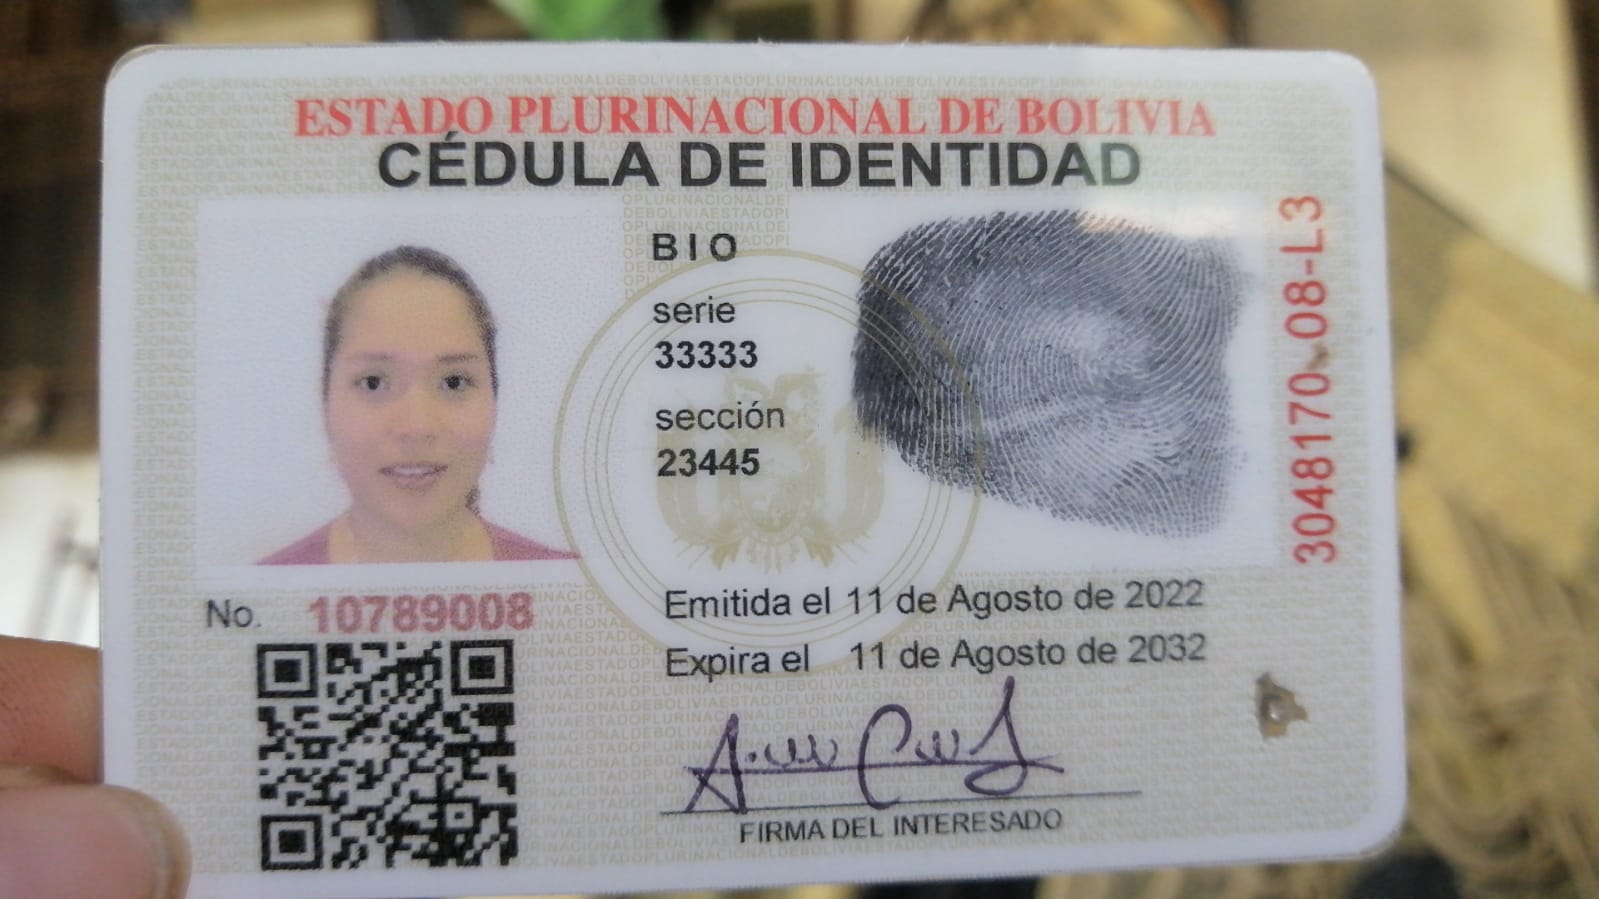 ESTADO PLURINACIONAL DE BOLIVIA
CÉDULA DE IDENTIDAD
BIO
serie
33333
sección
23445
3048170 08-L3
No. 10789008
Emitida el 11 de Agosto de 2022
Expira el 11 de Agosto de 2032
FIRMA DEL INTERESADO